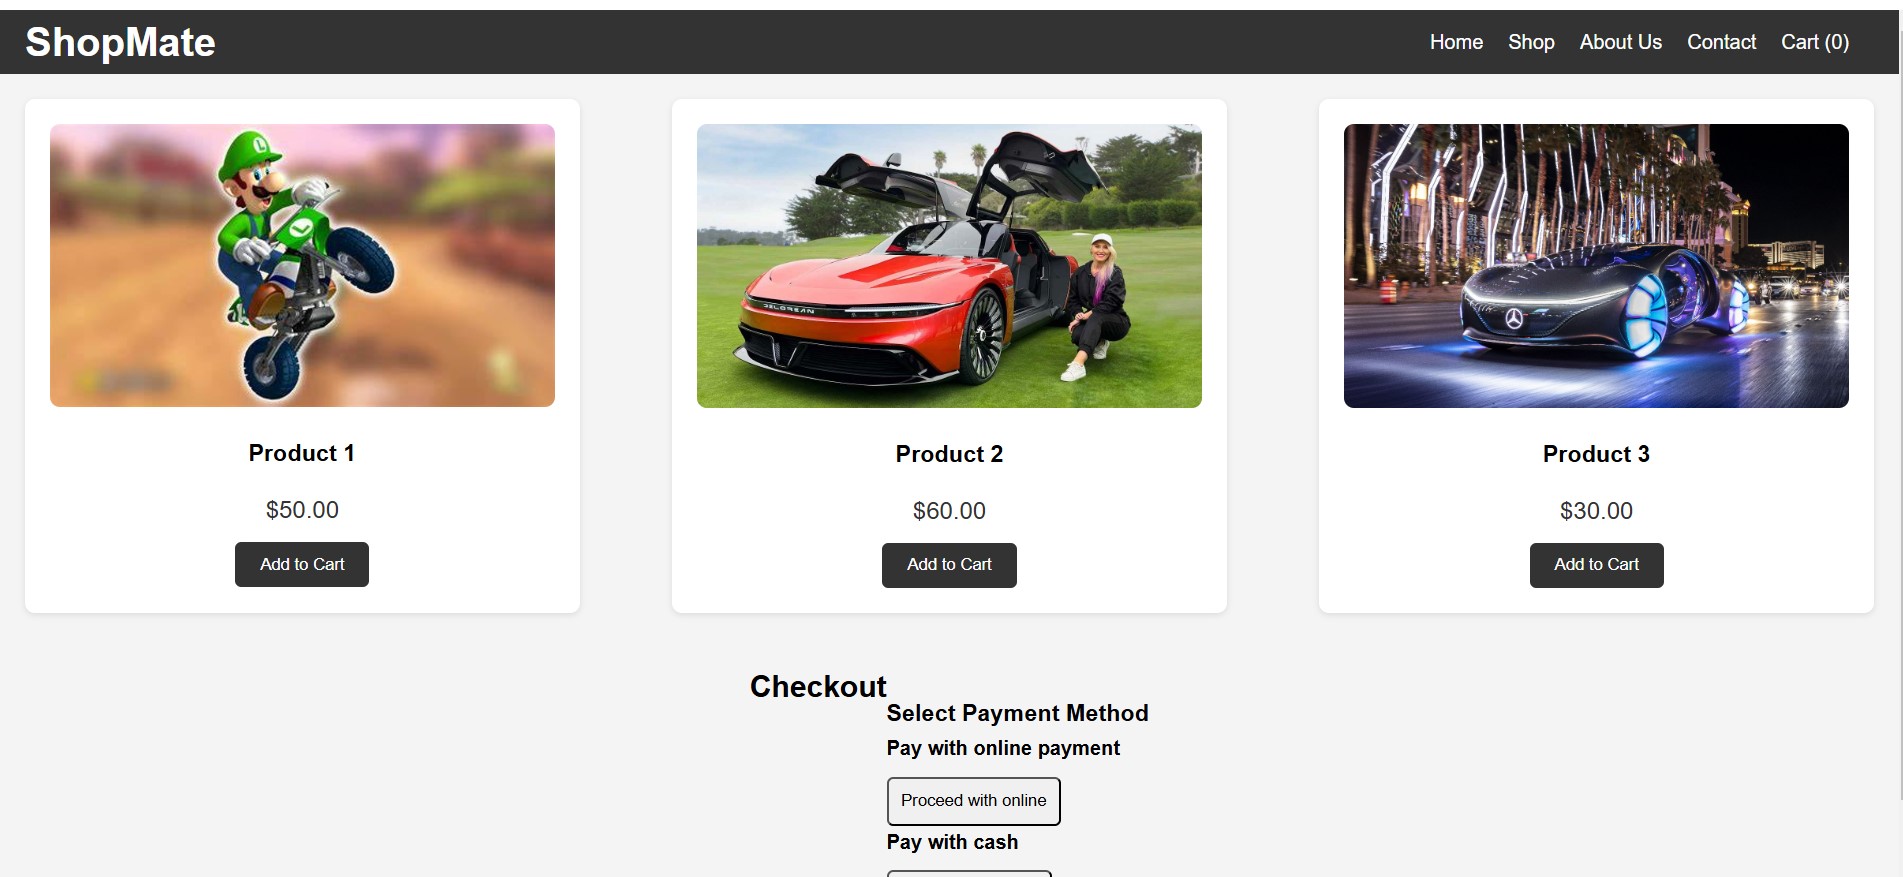 ShopMate
Home Shop About Us Contact Cart (0)
L
L
DELOREAN
Product 1
Product 2
Product 3
$50.00
$60.00
$30.00
Add to Cart
Add to Cart
Add to Cart
Checkout
Select Payment Method
Pay with online payment
Proceed with online
Pay with cash